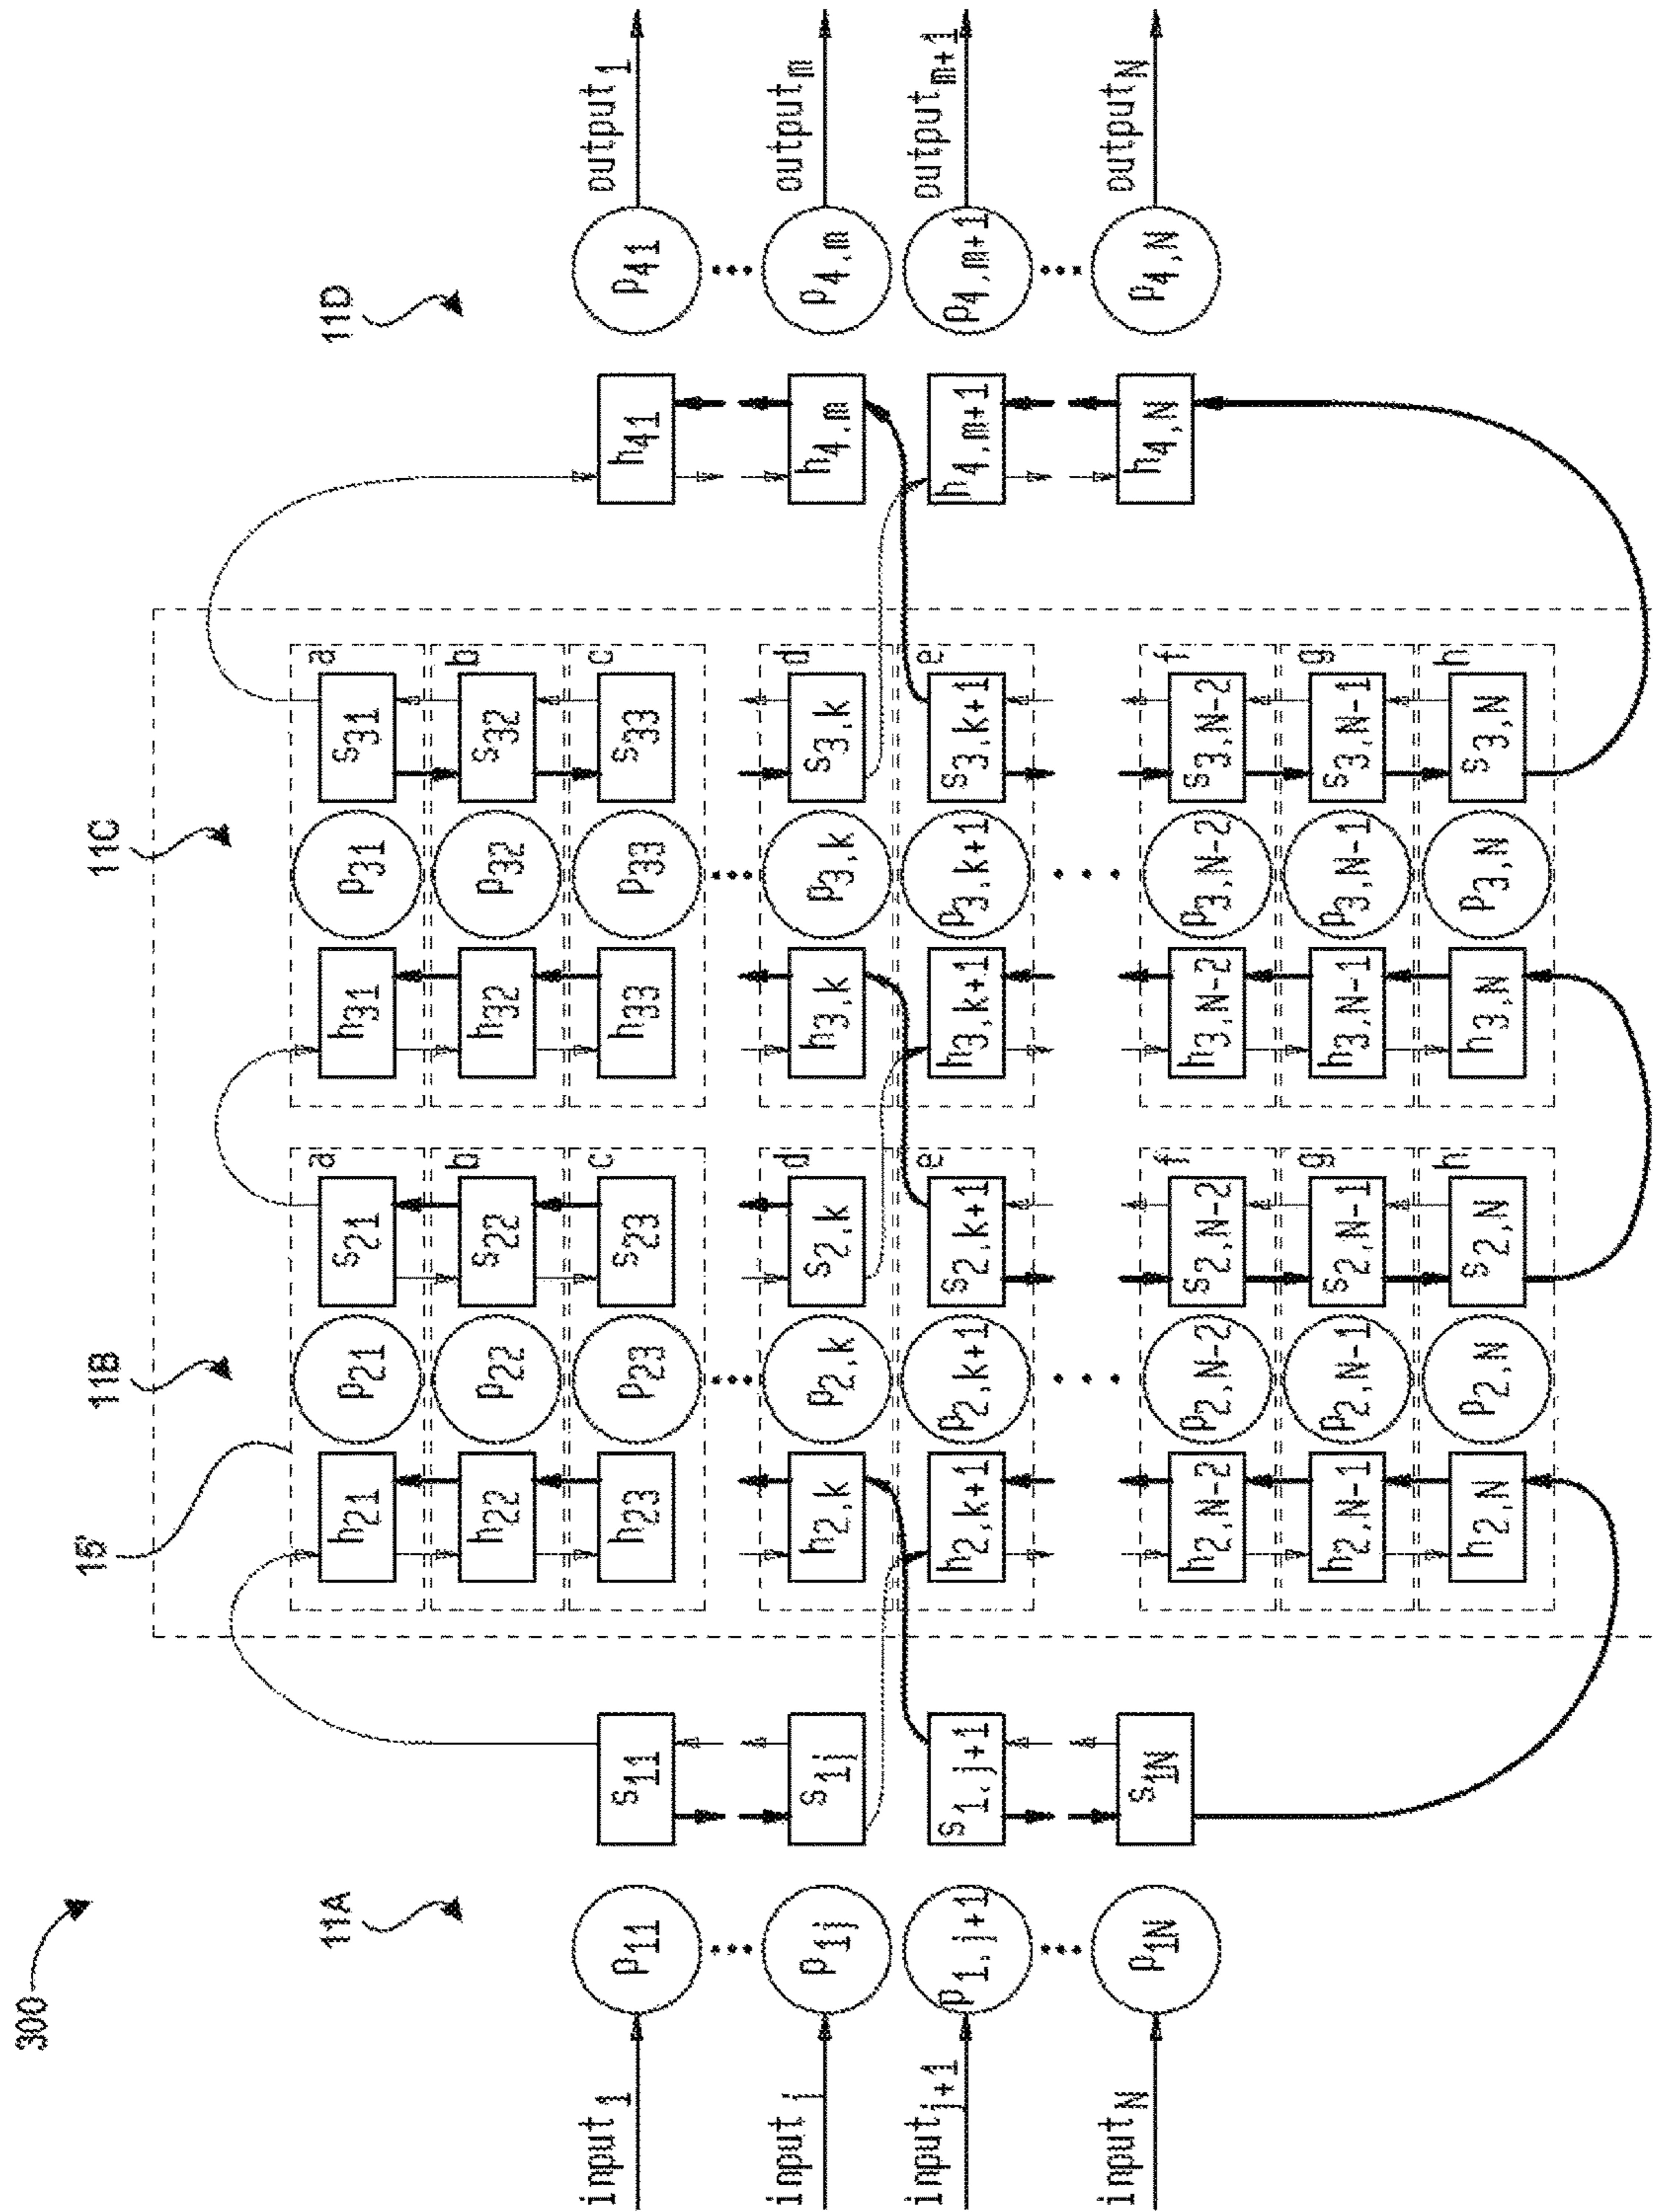 300
11A
15'
11B
11C
11D
input1
p11
s11
input j
p1j
s1j
input j+1
p1,j+1
s1,j+1
inputN
p1N
s1N
a
h21
p21
s21
b
h22
p22
s22
c
h23
p23
s23
d
h2,k
p2,k
s2,k
e
h2,k+1
p2,k+1
s2,k+1
f
h2,N-2
p2,N-2
s2,N-2
g
h2,N-1
p2,N-1
s2,N-1
h
h2,N
p2,N
s2,N
a
h31
p31
s31
b
h32
p32
s32
c
h33
p33
s33
d
h3,k
p3,k
s3,k
e
h3,k+1
p3,k+1
s3,k+1
f
h3,N-2
p3,N-2
s3,N-2
g
h3,N-1
p3,N-1
s3,N-1
h
h3,N
p3,N
s3,N
h41
p41
output1
h4,m
p4,m
output m
h4,m+1
p4,m+1
output m+1
h4,N
p4,N
outputN